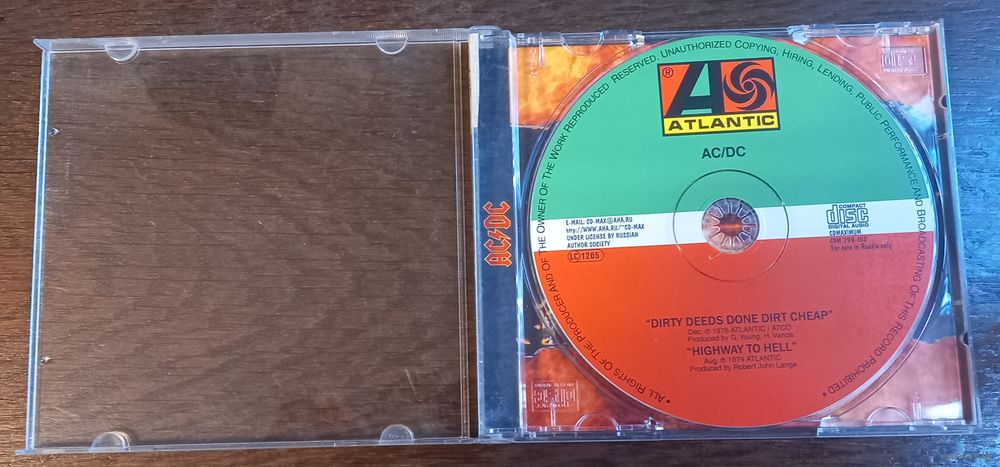 AC/DC
ALL RIGHTS OF THE PRODUCER AND OF THE OWNER OF THE WORK REPRODUCED RESERVED. UNAUTHORIZED COPYING, HIRING, LENDING, PUBLIC PERFORMANCE AND BROADCASTING OF THIS RECORD PROHIBITED
®
ATLANTIC
AC/DC
E-MAIL: CD-MAX@AHA.RU
http://WWW.AHA.RU/~CD-MAX
UNDER LICENSE BY RUSSIAN
AUTHOR SOCIETY
LC 1205
COMPACT
disc
DIGITAL AUDIO
CDMAXIMUM
For sale in Russia only
"DIRTY DEEDS DONE DIRT CHEAP"
Dec. ℗ 1976 ATLANTIC / ATCO
Produced by G. Young, H. Vanda
"HIGHWAY TO HELL"
Aug. ℗ 1979 ATLANTIC
Produced by Robert John Lange